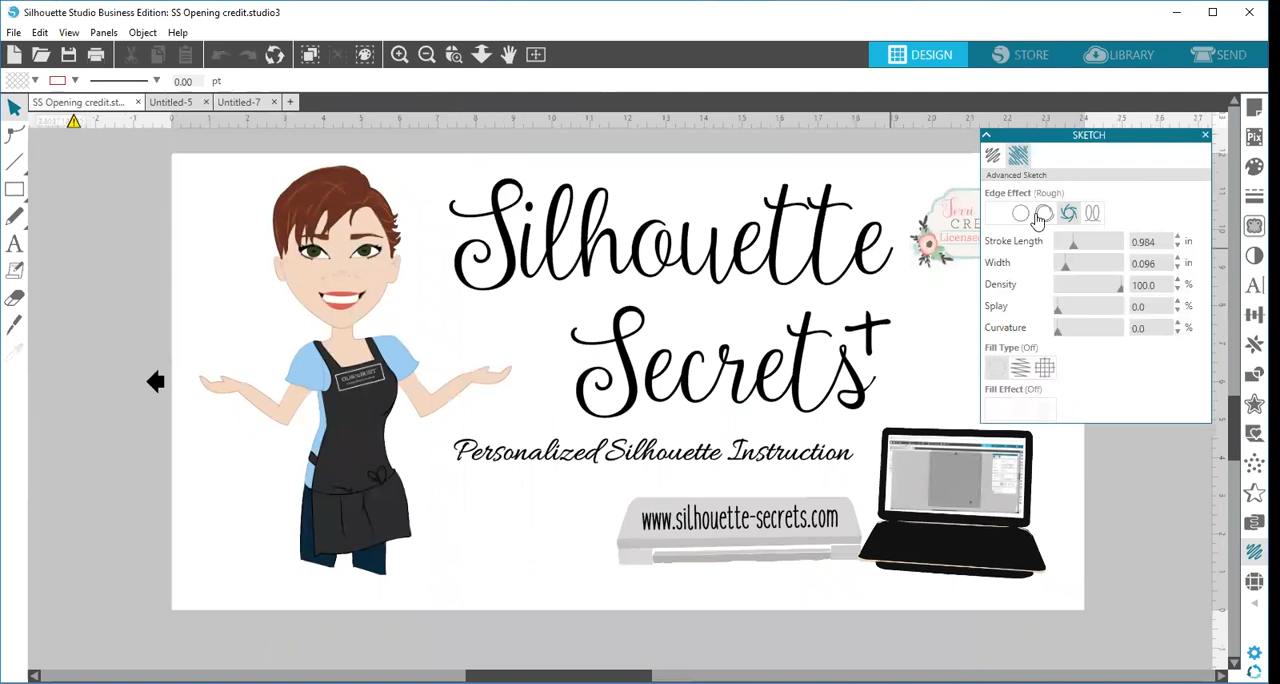 Silhouette Studio Business Edition: SS Opening credit.studio3
File Edit View Panels Object Help
DESIGN STORE LIBRARY SEND
0.00 pt
SS Opening credit.st... Untitled-5 Untitled-7
SKETCH
Advanced Sketch
Edge Effect (Rough)
Stroke Length 0.984 in
Width 0.096 in
Density 100.0 %
Splay 0.0 %
Curvature 0.0 %
Fill Type (Off)
Fill Effect (Off)
Silhouette
Secrets+
Personalized Silhouette Instruction
www.silhouette-secrets.com